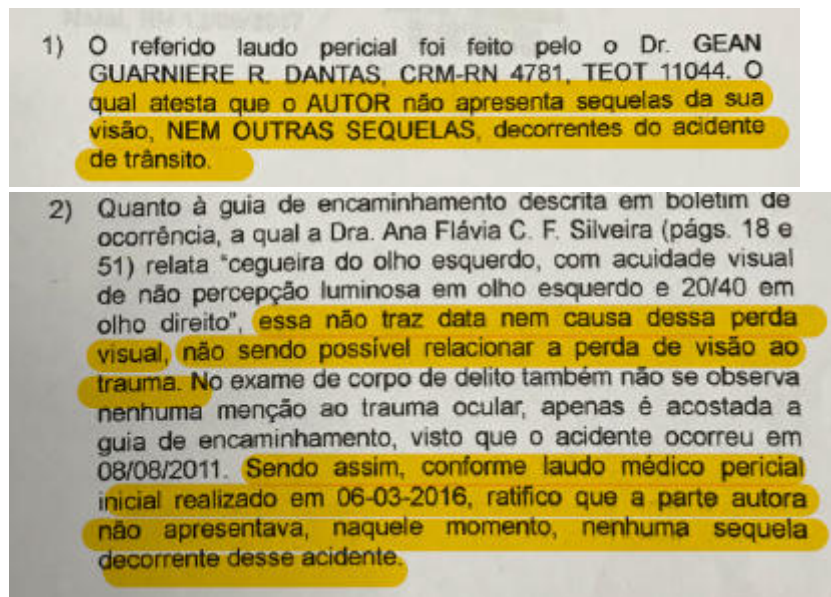 1) O referido laudo pericial foi feito pelo o Dr. GEAN
GUARNIERE R. DANTAS, CRM-RN 4781, TEOT 11044. O
qual atesta que o AUTOR não apresenta sequelas da sua
visão, NEM OUTRAS SEQUELAS, decorrentes do acidente
de trânsito.
2) Quanto à guia de encaminhamento descrita em boletim de
ocorrência, a qual a Dra. Ana Flávia C. F. Silveira (págs. 18 e
51) relata “cegueira do olho esquerdo, com acuidade visual
de não percepção luminosa em olho esquerdo e 20/40 em
olho direito”, essa não traz data nem causa dessa perda
visual, não sendo possível relacionar a perda de visão ao
trauma. No exame de corpo de delito também não se observa
nenhuma menção ao trauma ocular, apenas é acostada a
guia de encaminhamento, visto que o acidente ocorreu em
08/08/2011. Sendo assim, conforme laudo médico pericial
inicial realizado em 06-03-2016, ratifico que a parte autora
não apresentava, naquele momento, nenhuma sequela
decorrente desse acidente.